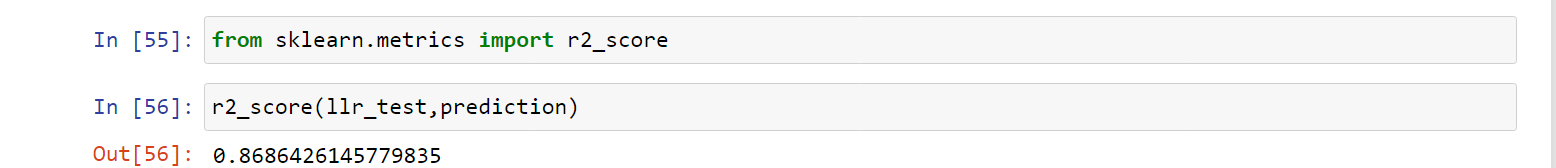 In [55]: from sklearn.metrics import r2_score
In [56]: r2_score(llr_test,prediction)
Out[56]: 0.8686426145779835